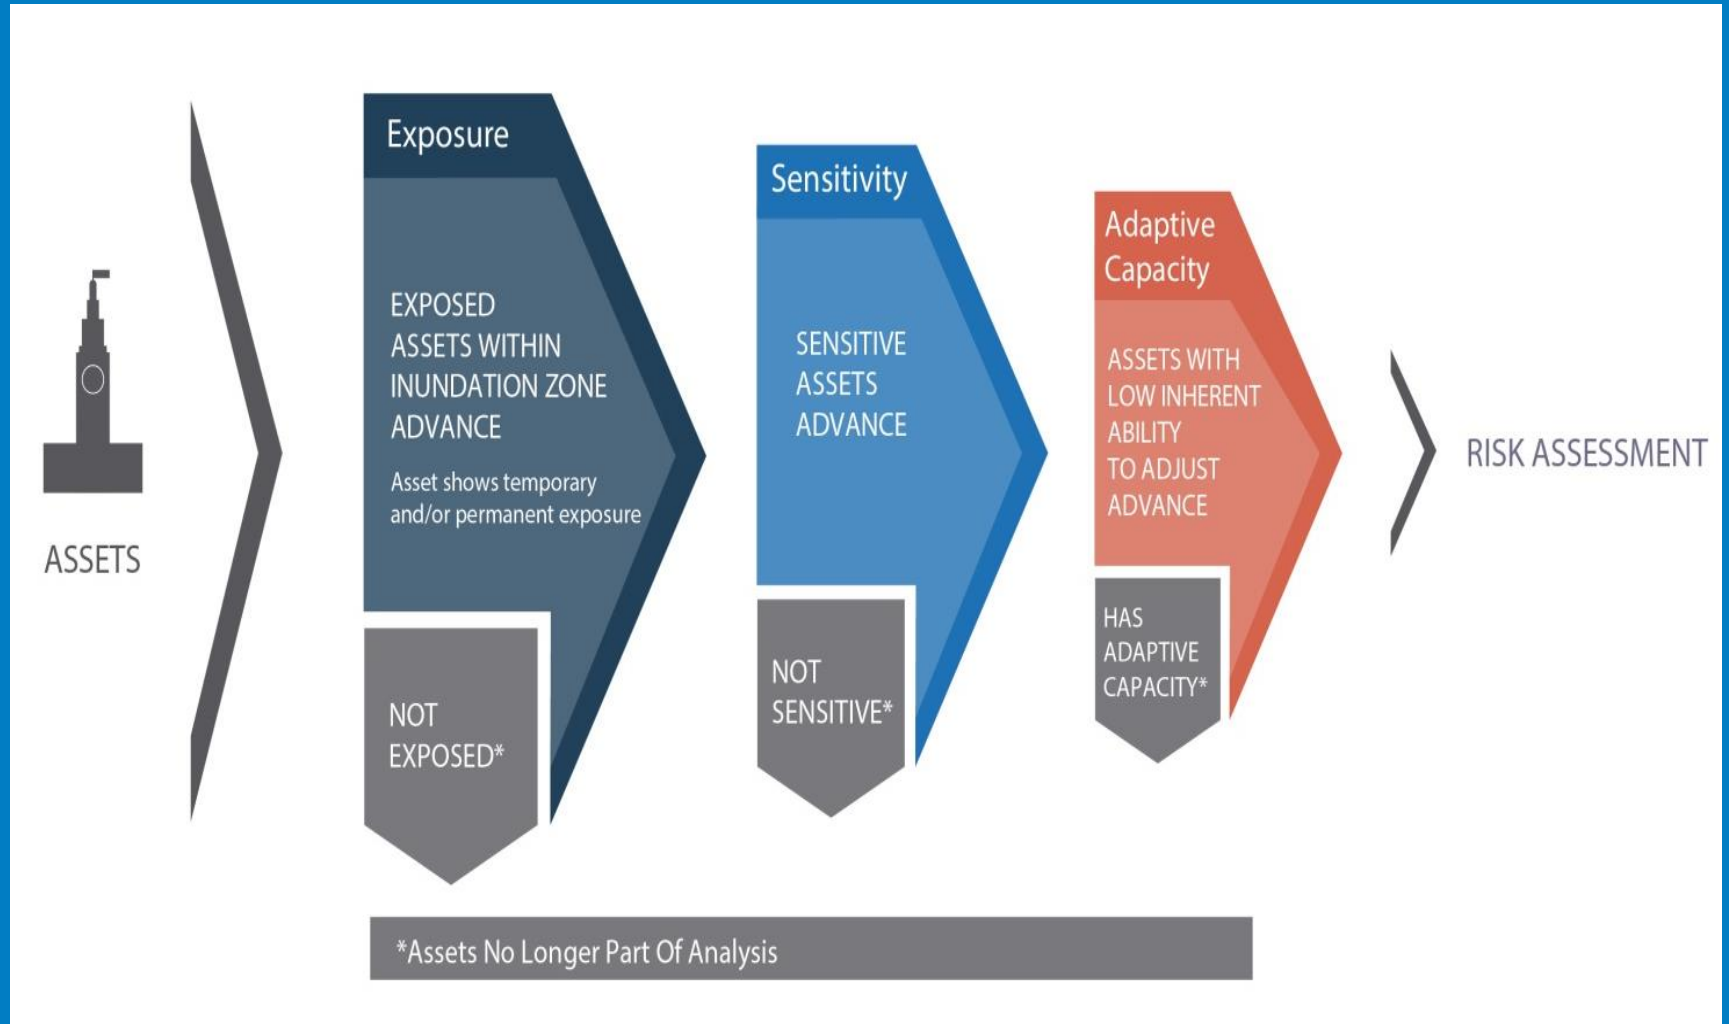 ASSETS
Exposure
EXPOSED
ASSETS WITHIN
INUNDATION ZONE
ADVANCE
Asset shows temporary
and/or permanent exposure
NOT
EXPOSED*
Sensitivity
SENSITIVE
ASSETS
ADVANCE
NOT
SENSITIVE*
Adaptive
Capacity
ASSETS WITH
LOW INHERENT
ABILITY
TO ADJUST
ADVANCE
HAS
ADAPTIVE
CAPACITY*
RISK ASSESSMENT
*Assets No Longer Part Of Analysis